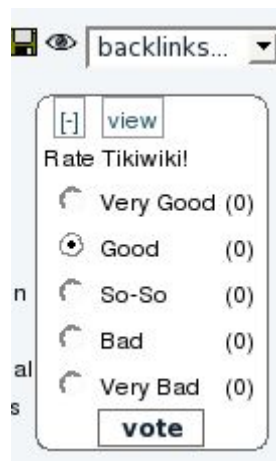 backlinks...
[-] view
Rate Tikiwiki!
Very Good (0)
Good (0)
n So-So (0)
Bad (0)
al
Very Bad (0)
s
vote